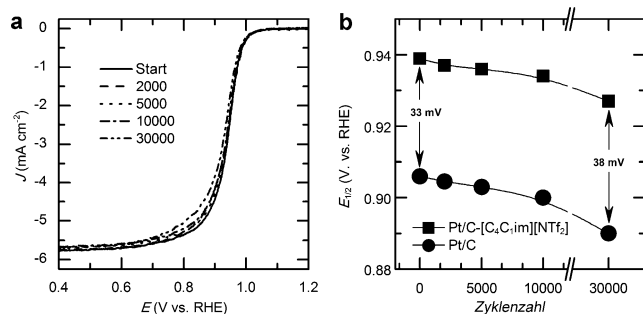 a
J (mA cm⁻²)
0
-1
-2
-3
-4
-5
-6
Start
2000
5000
10000
30000
0.4
0.6
0.8
1.0
1.2
E (V vs. RHE)
b
E1/2 (V. vs. RHE)
0.94
0.92
0.90
0.88
33 mV
38 mV
Pt/C-[C₄C₁im][NTf₂]
Pt/C
0
5000
10000
30000
Zyklenzahl